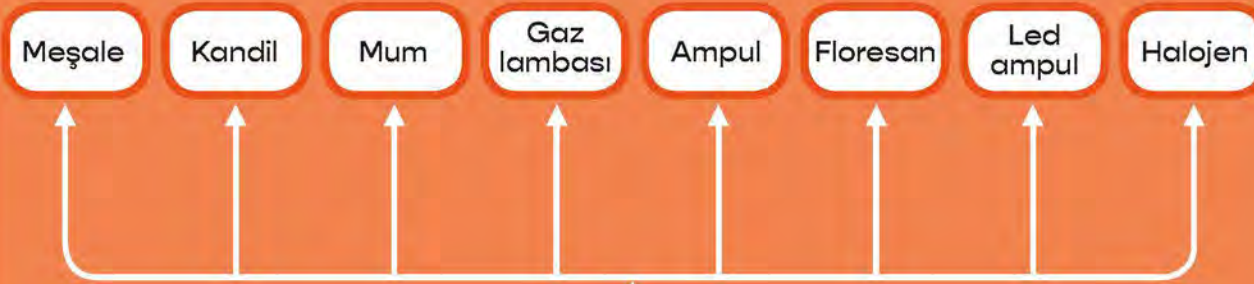 Meşale
Kandil
Mum
Gaz
lambası
Ampul
Floresan
Led
ampul
Halojen